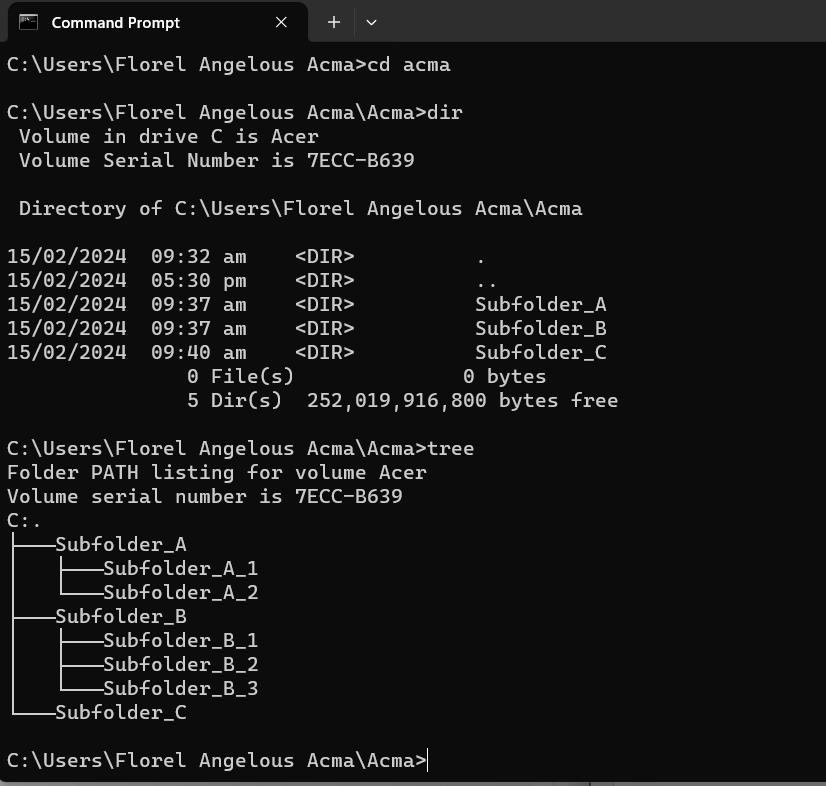 Command Prompt
C:\Users\Florel Angelous Acma>cd acma
C:\Users\Florel Angelous Acma\Acma>dir
 Volume in drive C is Acer
 Volume Serial Number is 7ECC-B639
 Directory of C:\Users\Florel Angelous Acma\Acma
15/02/2024  09:32 am    <DIR>          .
15/02/2024  05:30 pm    <DIR>          ..
15/02/2024  09:37 am    <DIR>          Subfolder_A
15/02/2024  09:37 am    <DIR>          Subfolder_B
15/02/2024  09:40 am    <DIR>          Subfolder_C
               0 File(s)              0 bytes
               5 Dir(s)  252,019,916,800 bytes free
C:\Users\Florel Angelous Acma\Acma>tree
Folder PATH listing for volume Acer
Volume serial number is 7ECC-B639
C:.
├───Subfolder_A
│   ├───Subfolder_A_1
│   └───Subfolder_A_2
├───Subfolder_B
│   ├───Subfolder_B_1
│   ├───Subfolder_B_2
│   └───Subfolder_B_3
└───Subfolder_C
C:\Users\Florel Angelous Acma\Acma>